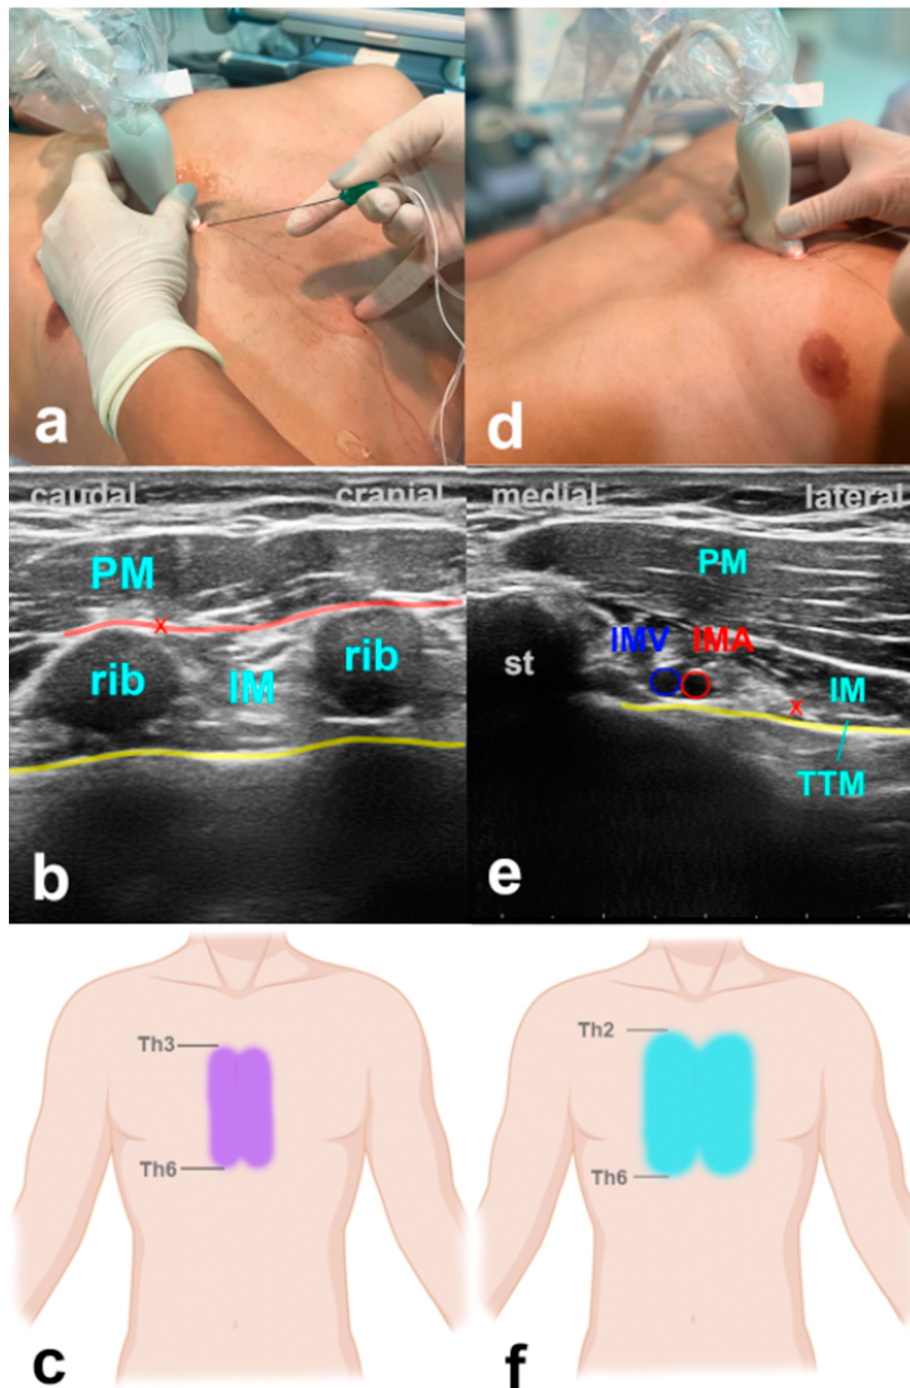 a
d
caudal cranial
PM
x
rib IM rib
b
medial lateral
PM
IMV IMA
st
x IM
TTM
e
Th3
Th6
c
Th2
Th6
f